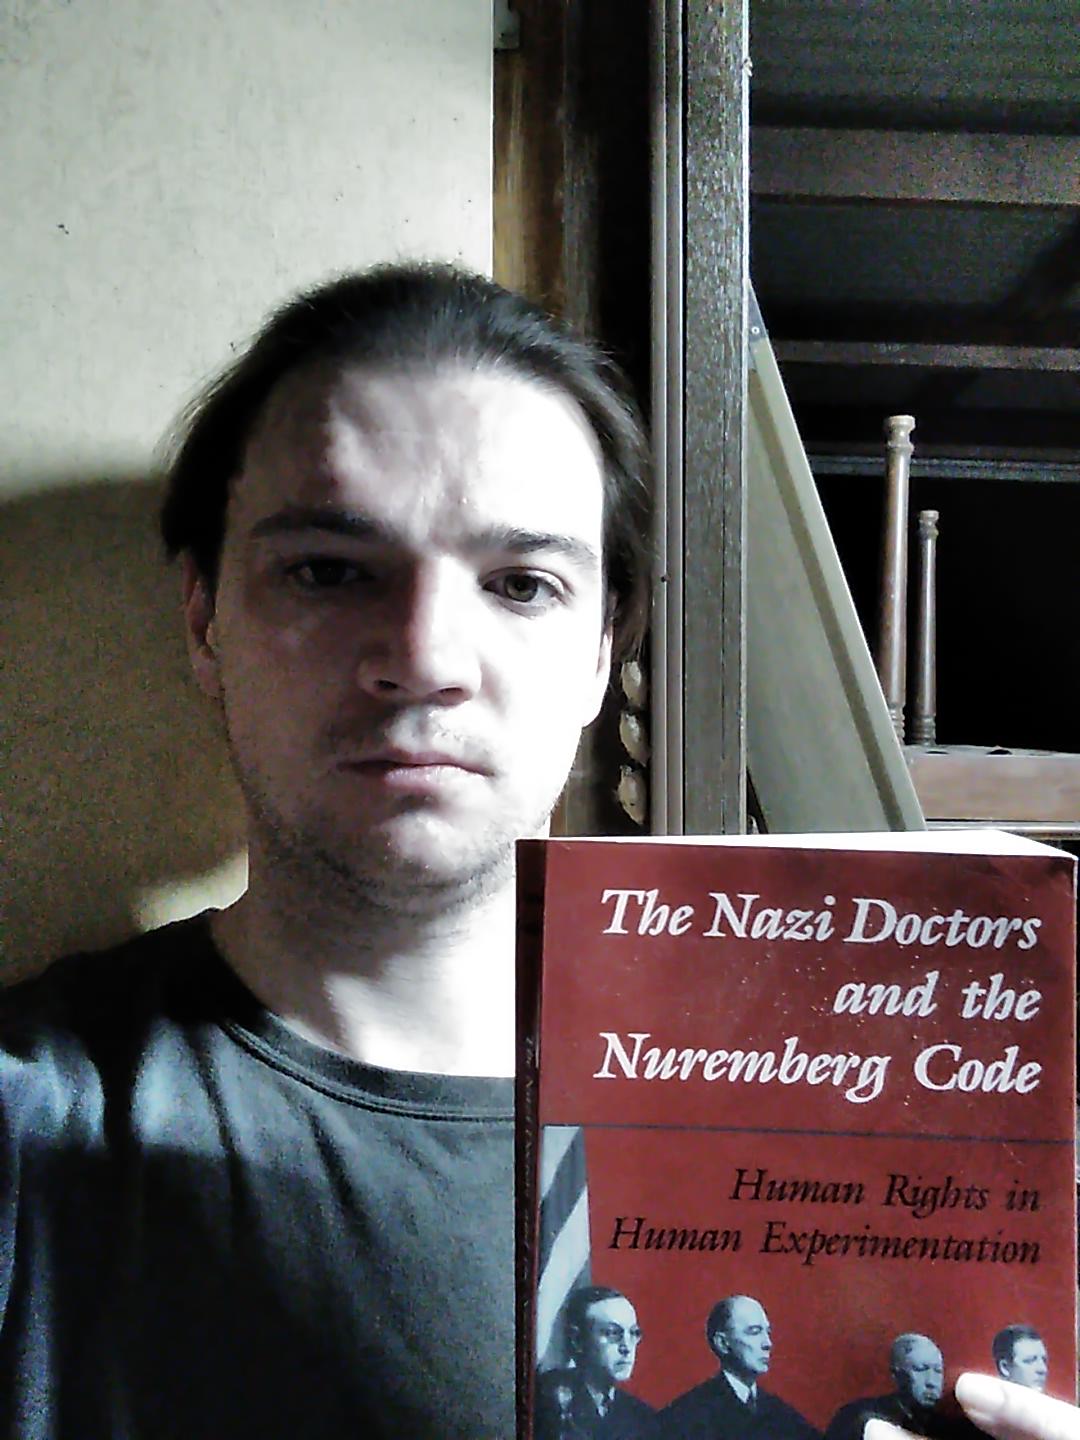 The Nazi Doctors
and the
Nuremberg Code
Human Rights in
Human Experimentation